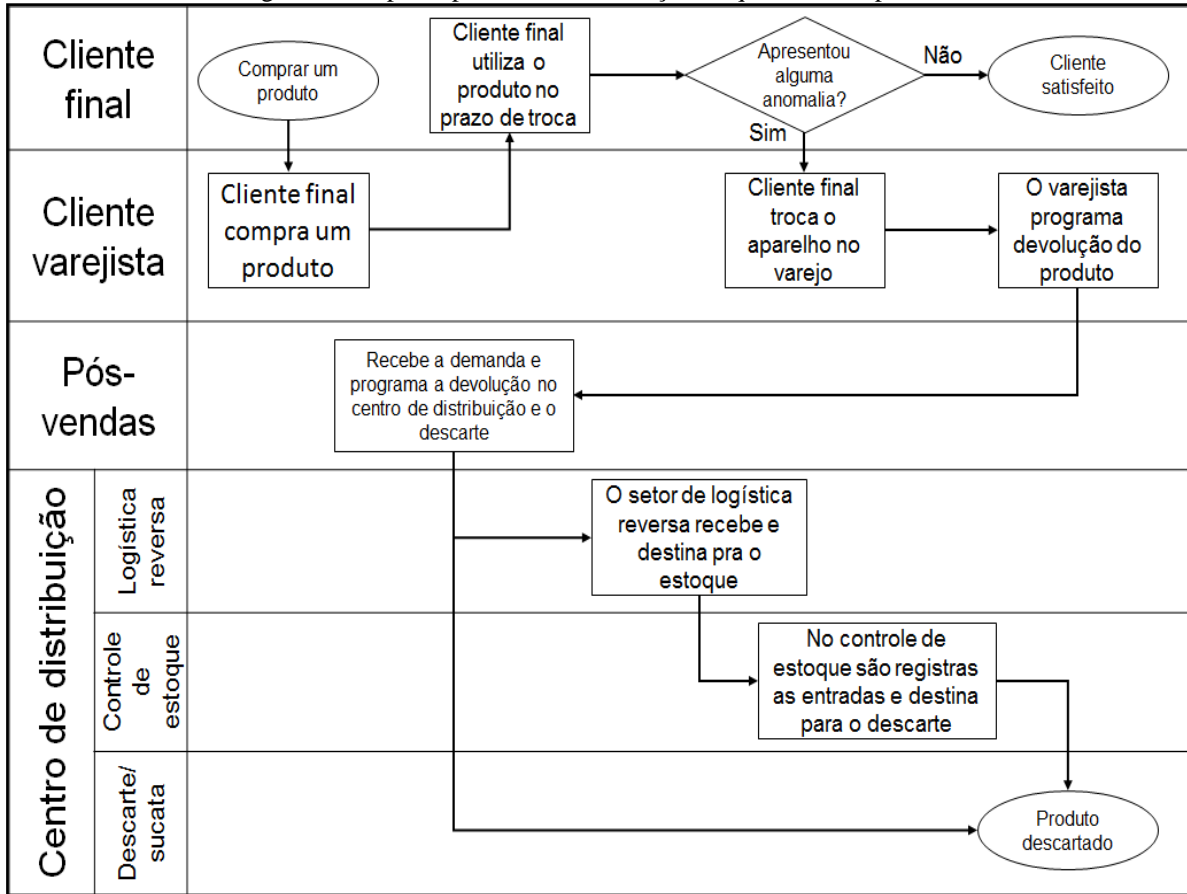 Cliente
final
Comprar um
produto
Cliente final
utiliza o
produto no
prazo de troca
Apresentou
alguma
anomalia?
Não
Sim
Cliente
satisfeito
Cliente
varejista
Cliente final
compra um
produto
Cliente final
troca o
aparelho no
varejo
O varejista
programa
devolução do
produto
Pós-
vendas
Recebe a demanda e
programa a devolução no
centro de distribuição e o
descarte
Centro de distribuição
Logística
reversa
O setor de logística
reversa recebe e
destina pra o
estoque
Controle
de
estoque
No controle de
estoque são registras
as entradas e destina
para o descarte
Descarte/
sucata
Produto
descartado